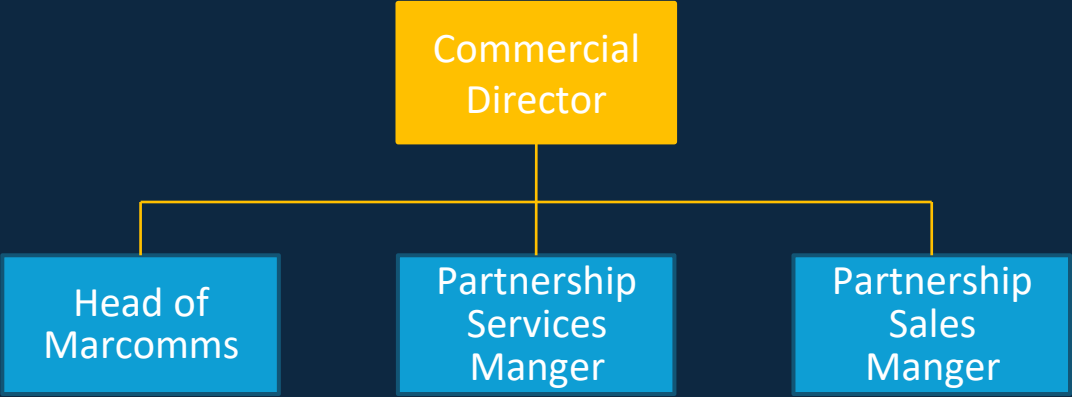 Commercial
Director
Head of
Marcomms
Partnership
Services
Manger
Partnership
Sales
Manger